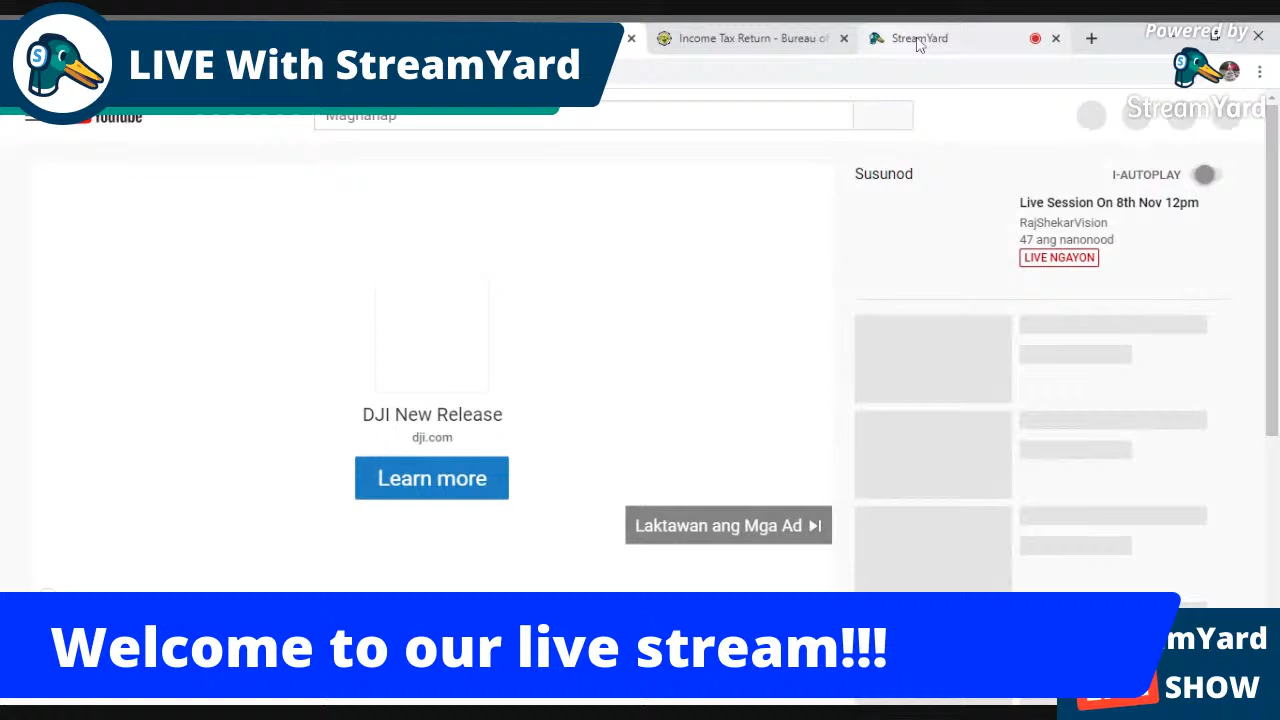 LIVE With StreamYard
Income Tax Return - Bureau of
StreamYard
Powered by
StreamYard
YouTube
Maghanap
Susunod
I-AUTOPLAY
Live Session On 8th Nov 12pm
RajShekarVision
47 ang nanonood
LIVE NGAYON
DJI New Release
dji.com
Learn more
Laktawan ang Mga Ad
Welcome to our live stream!!!
amYard
SHOW